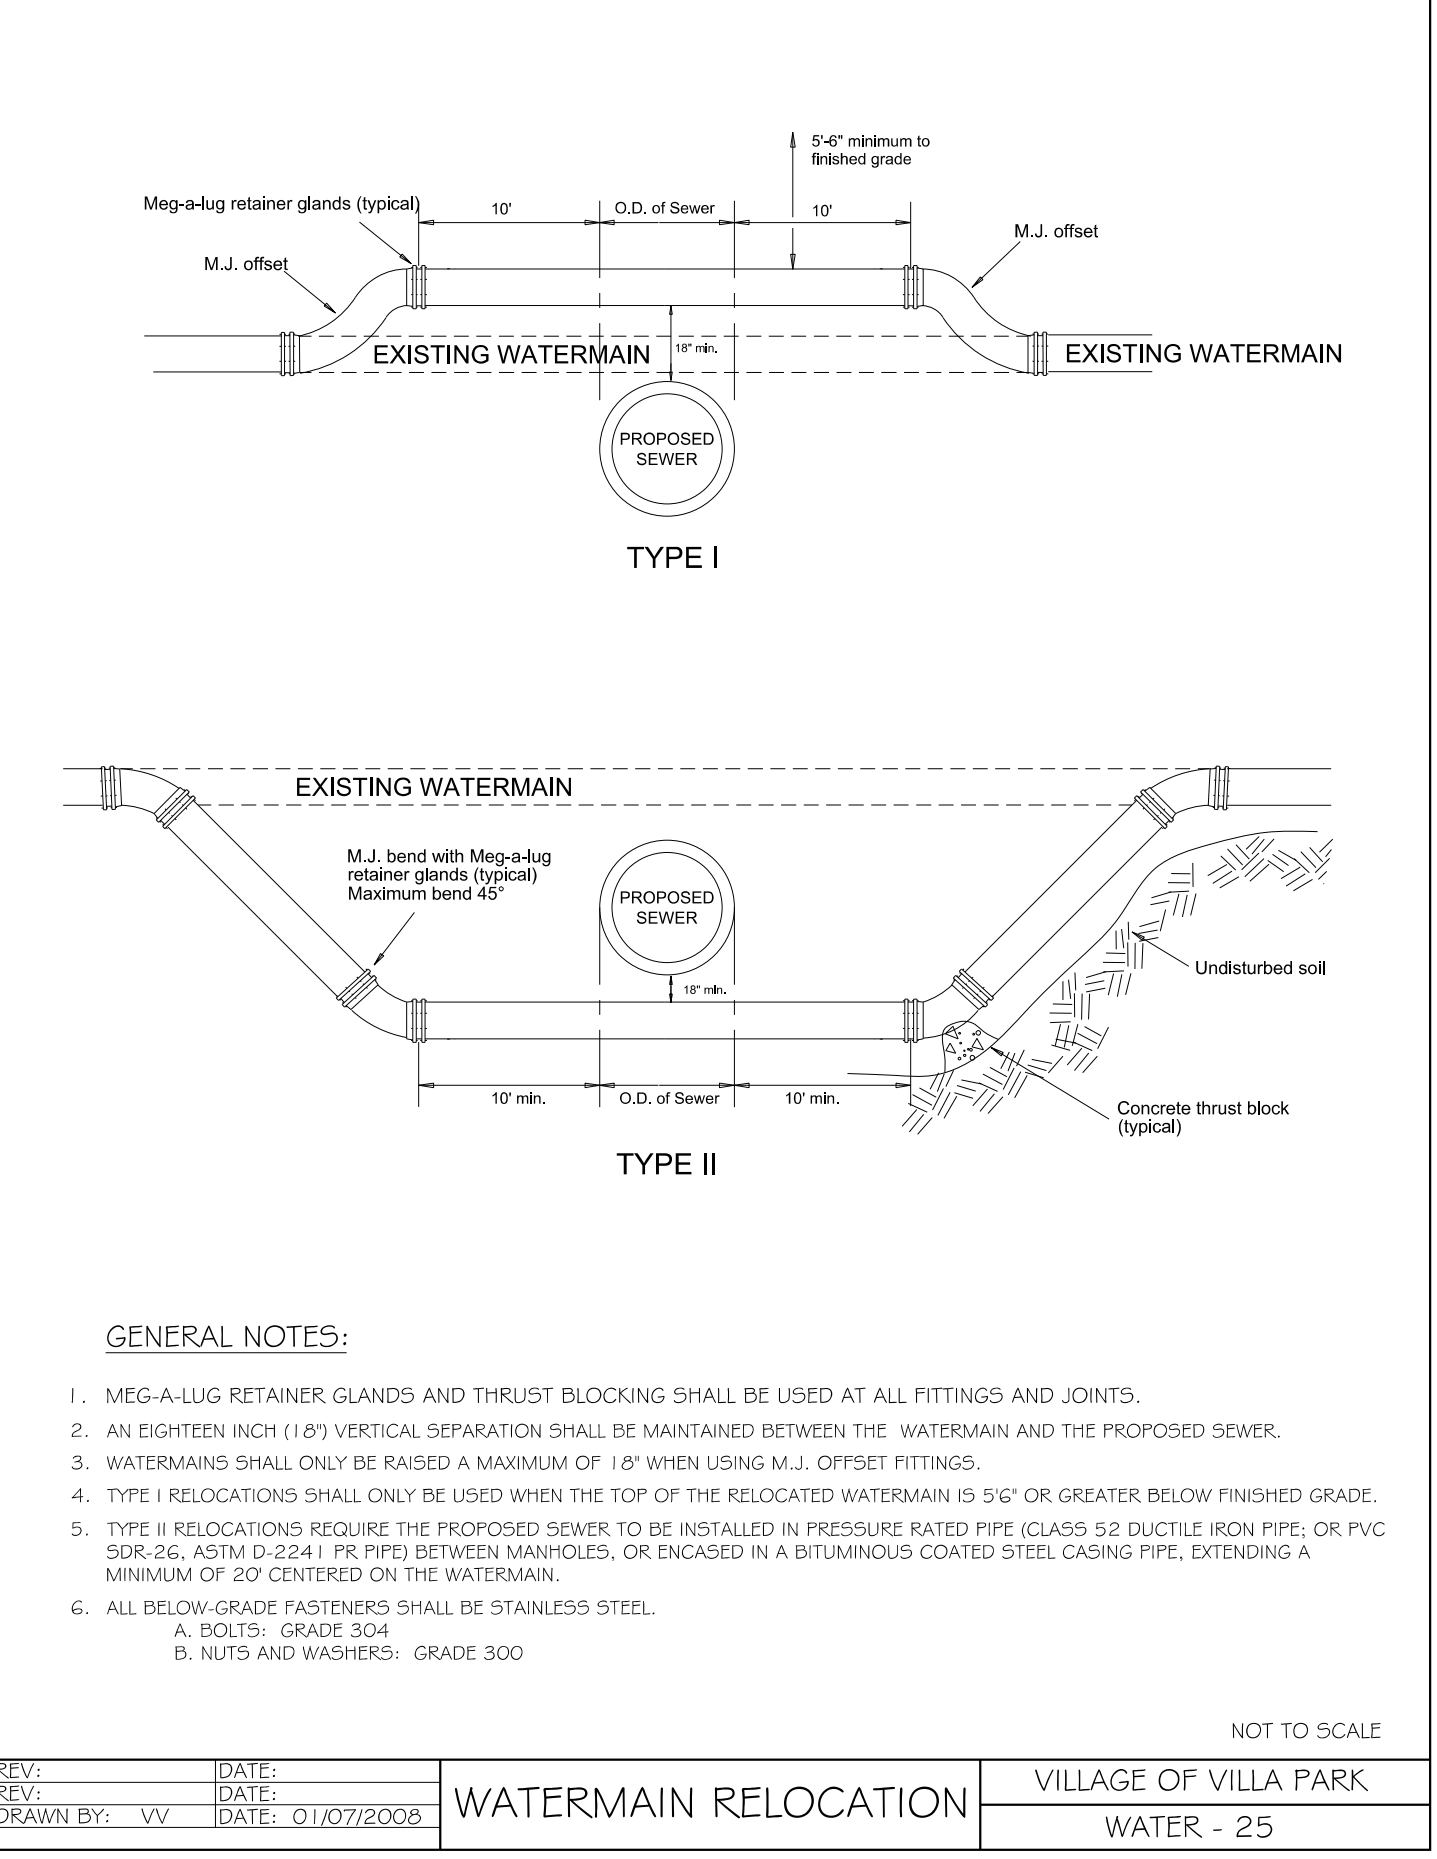 5'-6" minimum to
finished grade
Meg-a-lug retainer glands (typical)
10'
O.D. of Sewer
10'
M.J. offset
M.J. offset
EXISTING WATERMAIN
18" min.
EXISTING WATERMAIN
PROPOSED
SEWER
TYPE I
EXISTING WATERMAIN
M.J. bend with Meg-a-lug
retainer glands (typical)
Maximum bend 45°
PROPOSED
SEWER
Undisturbed soil
18" min.
10' min.
O.D. of Sewer
10' min.
Concrete thrust block
(typical)
TYPE II
GENERAL NOTES:
1. MEG-A-LUG RETAINER GLANDS AND THRUST BLOCKING SHALL BE USED AT ALL FITTINGS AND JOINTS.
2. AN EIGHTEEN INCH (18") VERTICAL SEPARATION SHALL BE MAINTAINED BETWEEN THE WATERMAIN AND THE PROPOSED SEWER.
3. WATERMAINS SHALL ONLY BE RAISED A MAXIMUM OF 18" WHEN USING M.J. OFFSET FITTINGS.
4. TYPE I RELOCATIONS SHALL ONLY BE USED WHEN THE TOP OF THE RELOCATED WATERMAIN IS 5'6" OR GREATER BELOW FINISHED GRADE.
5. TYPE II RELOCATIONS REQUIRE THE PROPOSED SEWER TO BE INSTALLED IN PRESSURE RATED PIPE (CLASS 52 DUCTILE IRON PIPE; OR PVC
SDR-26, ASTM D-2241 PR PIPE) BETWEEN MANHOLES, OR ENCASED IN A BITUMINOUS COATED STEEL CASING PIPE, EXTENDING A
MINIMUM OF 20' CENTERED ON THE WATERMAIN.
6. ALL BELOW-GRADE FASTENERS SHALL BE STAINLESS STEEL.
A. BOLTS: GRADE 304
B. NUTS AND WASHERS: GRADE 300
NOT TO SCALE
REV: DATE:
REV: DATE:
DRAWN BY: VV DATE: 01/07/2008
WATERMAIN RELOCATION
VILLAGE OF VILLA PARK
WATER - 25